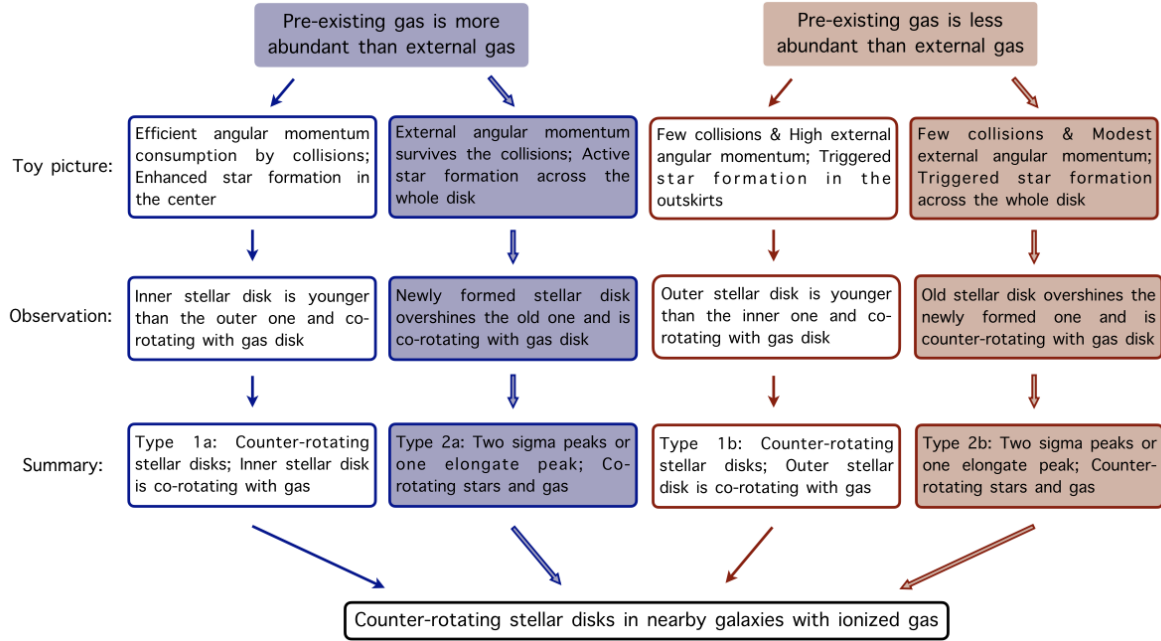 Pre-existing gas is more
abundant than external gas
Pre-existing gas is less
abundant than external gas
Toy picture:
Efficient angular momentum
consumption by collisions;
Enhanced star formation in
the center
External angular momentum
survives the collisions; Active
star formation across the
whole disk
Few collisions & High external
angular momentum; Triggered
star formation in the
outskirts
Few collisions & Modest
external angular momentum;
Triggered star formation
across the whole disk
Observation:
Inner stellar disk is younger
than the outer one and co-
rotating with gas disk
Newly formed stellar disk
overshines the old one and is
co-rotating with gas disk
Outer stellar disk is younger
than the inner one and co-
rotating with gas disk
Old stellar disk overshines the
newly formed one and is
counter-rotating with gas disk
Summary:
Type 1a: Counter-rotating
stellar disks; Inner stellar disk
is co-rotating with gas
Type 2a: Two sigma peaks or
one elongate peak; Co-
rotating stars and gas
Type 1b: Counter-rotating
stellar disks; Outer stellar
disk is co-rotating with gas
Type 2b: Two sigma peaks or
one elongate peak; Counter-
rotating stars and gas
Counter-rotating stellar disks in nearby galaxies with ionized gas